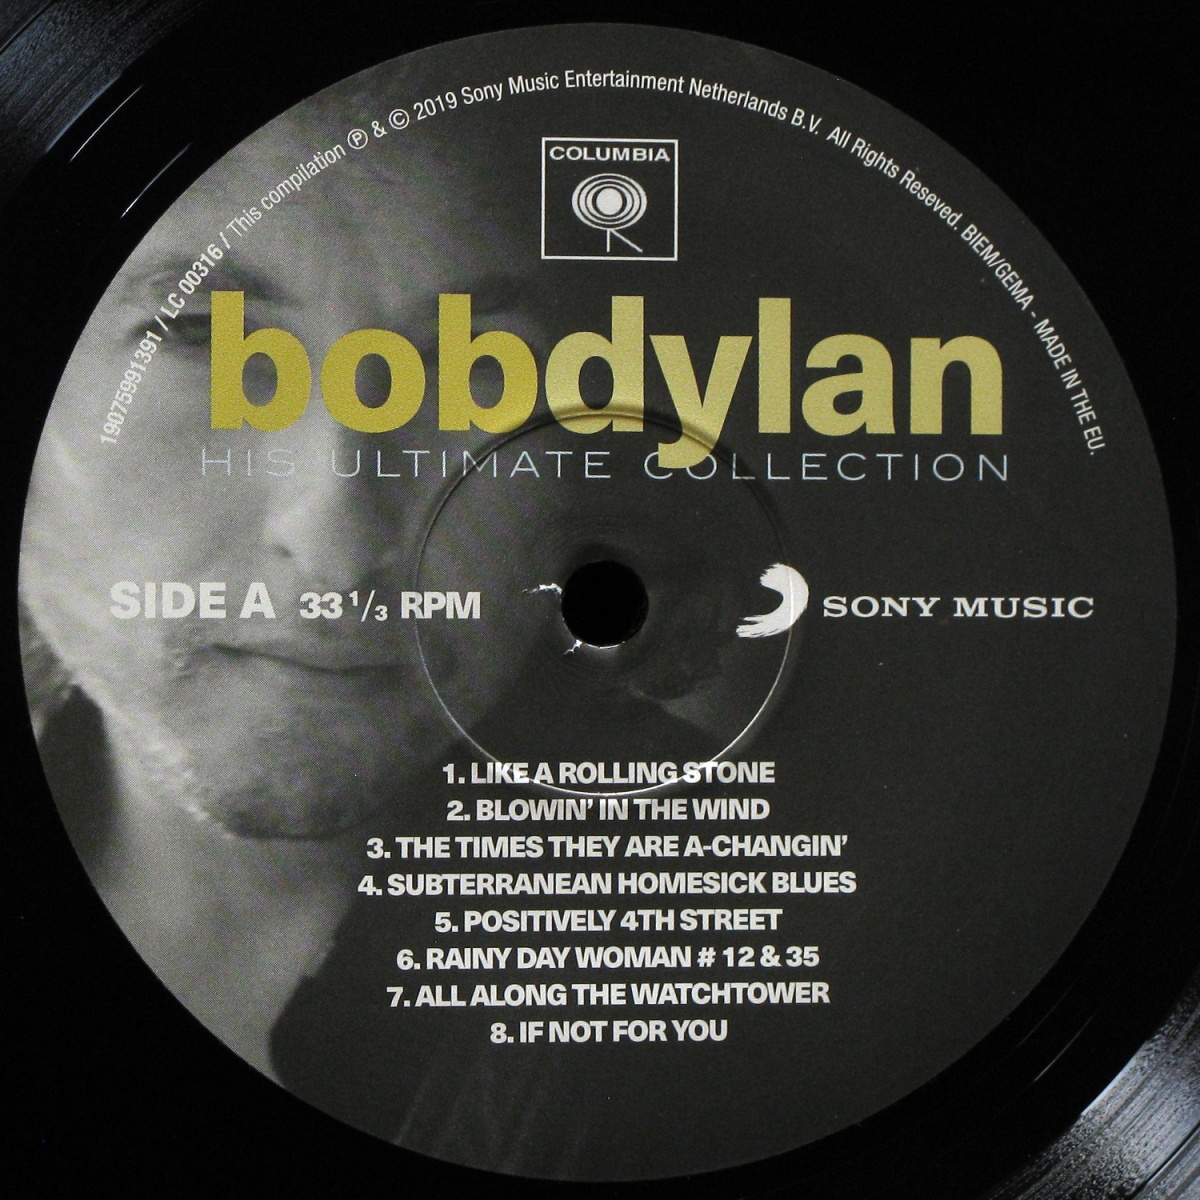 19075991391 / LC 00316 / This compilation Ⓟ & © 2019 Sony Music Entertainment Netherlands B.V. All Rights Reseved. BIEM/GEMA - MADE IN THE EU.
COLUMBIA
bobdylan
HIS ULTIMATE COLLECTION
SIDE A 33 1/3 RPM
SONY MUSIC
1. LIKE A ROLLING STONE
2. BLOWIN' IN THE WIND
3. THE TIMES THEY ARE A-CHANGIN'
4. SUBTERRANEAN HOMESICK BLUES
5. POSITIVELY 4TH STREET
6. RAINY DAY WOMAN # 12 & 35
7. ALL ALONG THE WATCHTOWER
8. IF NOT FOR YOU